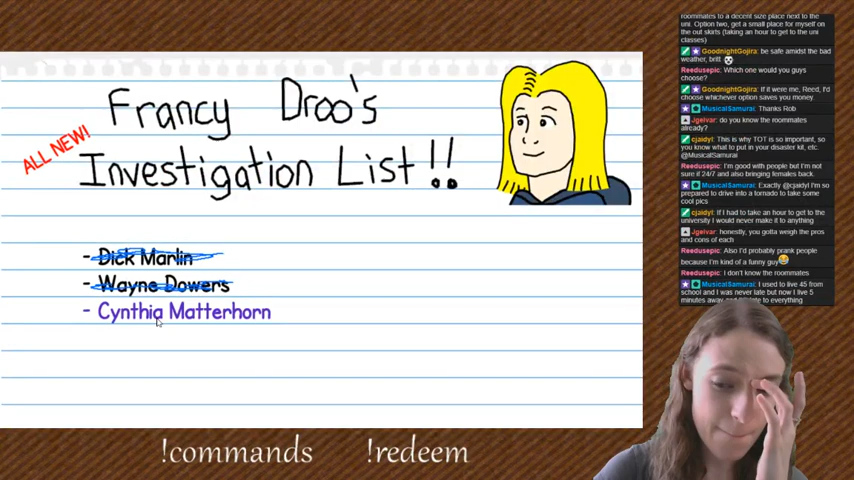 Francy Droo's
ALL NEW!
Investigation List !!
- Dick Marlin
- Wayne Dowers
- Cynthia Matterhorn
!commands !redeem
roommates to a decent size place next to the
uni. Option two, get a small place for myself on
the out skirts (taking an hour to get to the uni
classes)
GoodnightGojira: be safe amidst the bad
weather, britt
Reedusepic: Which one would you guys
choose?
GoodnightGojira: If it were me, Reed, I'd
choose whichever option saves you money.
MusicalSamurai: Thanks Rob
Jgelvar: do you know the roommates
already?
cjaidy!: This is why TOT is so important, so
you know what to put in your disaster kit, etc.
@MusicalSamurai
Reedusepic: I'm good with people but I'm not
sure if 24/7 and also bringing females back.
MusicalSamurai: Exactly @cjaidy! I'm so
prepared to drive into a tornado to take some
cool pics
cjaidy!: If I had to take an hour to get to the
university I would never make it to anything
Jgelvar: honestly, you gotta weigh the pros
and cons of each
Reedusepic: Also I'd probably prank people
because I'm kind of a funny guy
Reedusepic: I don't know the roommates
MusicalSamurai: I used to live 45 from
school and I was never late but now I live 5
minutes away to everything